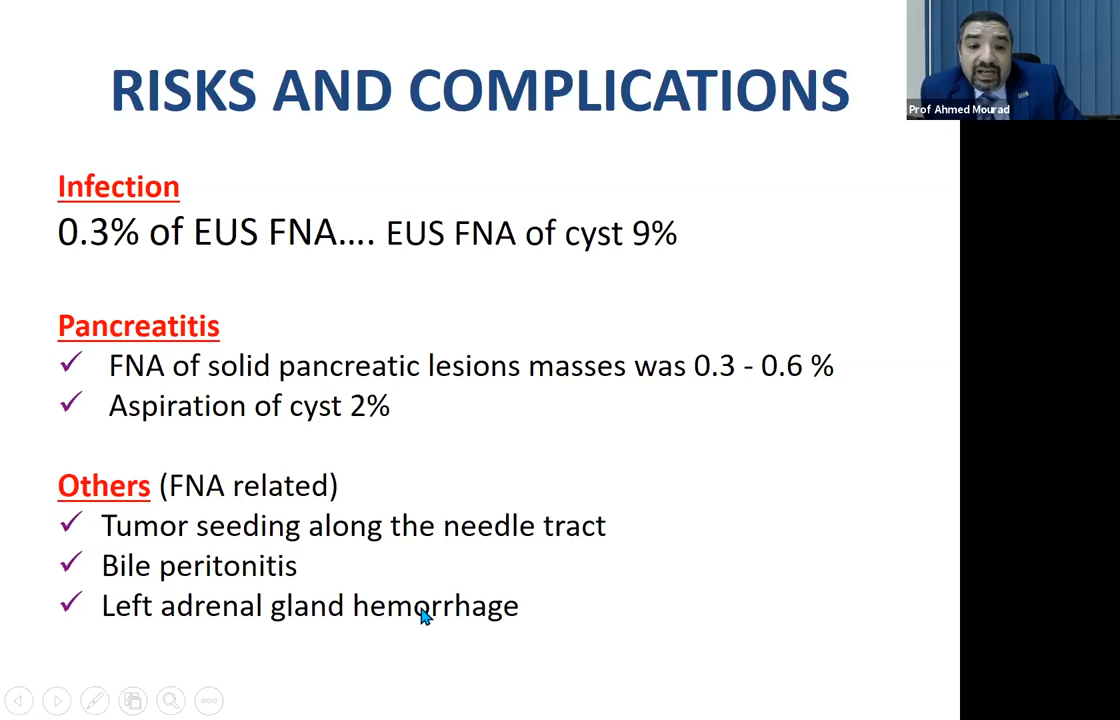 RISKS AND COMPLICATIONS
Prof Ahmed Mourad
Infection
0.3% of EUS FNA.... EUS FNA of cyst 9%
Pancreatitis
✓ FNA of solid pancreatic lesions masses was 0.3 - 0.6 %
✓ Aspiration of cyst 2%
Others (FNA related)
✓ Tumor seeding along the needle tract
✓ Bile peritonitis
✓ Left adrenal gland hemorrhage